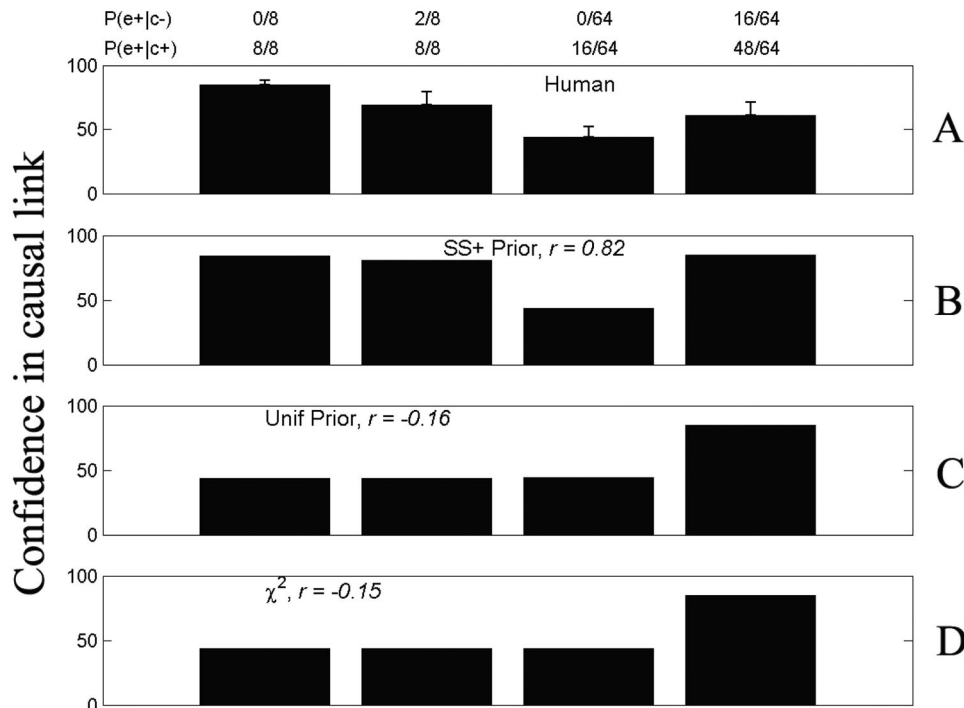 P(e+|c-) 0/8 2/8 0/64 16/64
P(e+|c+) 8/8 8/8 16/64 48/64
Confidence in causal link
100
50
0
Human
A
100
50
0
SS+ Prior, r = 0.82
B
100
50
0
Unif Prior, r = -0.16
C
100
50
0
χ², r = -0.15
D